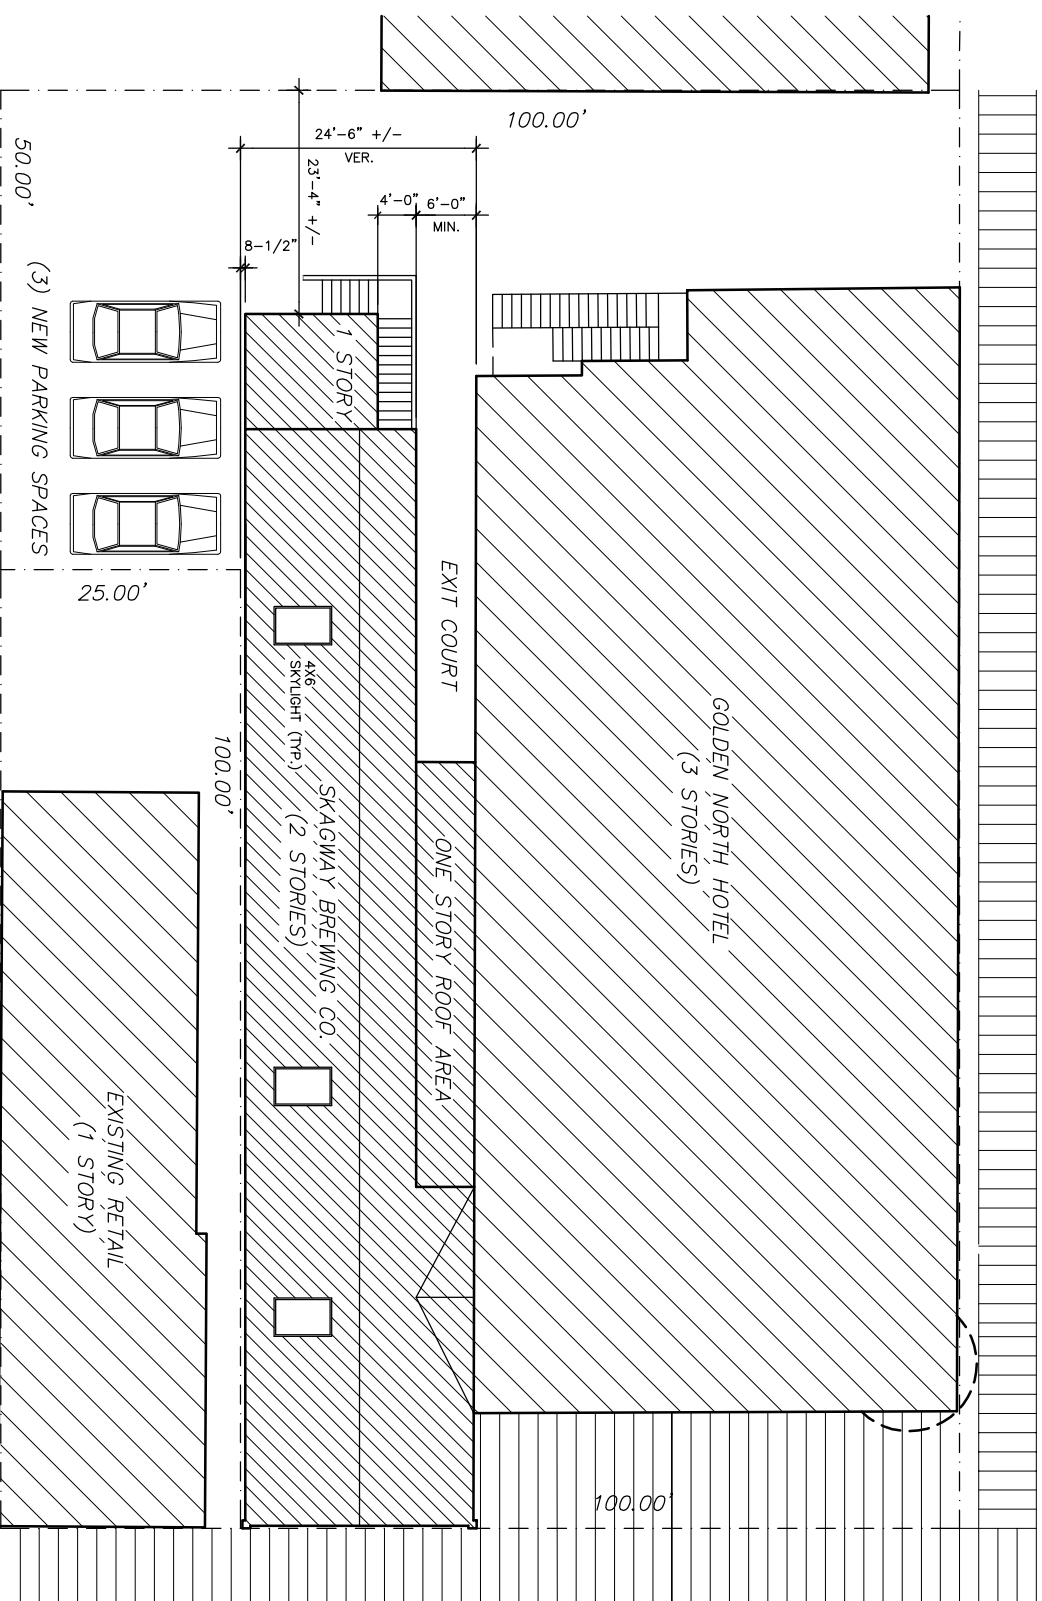 100.00'
24'-6" +/-
VER.
23'-4" +/-
4'-0"
6'-0"
MIN.
8-1/2"
50.00'
(3) NEW PARKING SPACES
1 STORY
25.00'
EXIT COURT
4X6
SKYLIGHT (TYP.)
100.00'
GOLDEN NORTH HOTEL
(3 STORIES)
SKAGWAY BREWING CO.
(2 STORIES)
ONE STORY ROOF AREA
EXISTING RETAIL
(1 STORY)
100.00'